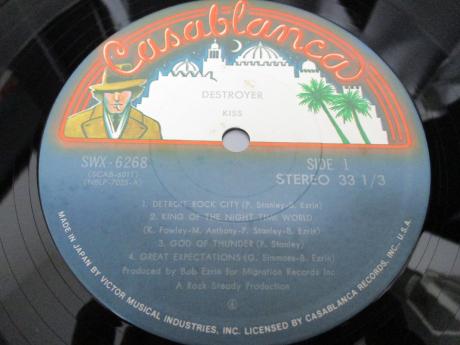 Casablanca
DESTROYER
KISS
SWX-6268
(SCAB-6011)
(NBLP-7025-A)
SIDE 1
STEREO 33 1/3
1. DETROIT ROCK CITY (P. Stanley-B. Ezrin)
2. KING OF THE NIGHT TIME WORLD
(K. Fowley-M. Anthony-P. Stanley-B. Ezrin)
3. GOD OF THUNDER (P. Stanley)
4. GREAT EXPECTATIONS (G. Simmons-B. Ezrin)
Produced by Bob Ezrin for Migration Records Inc
A Rock Steady Production
MADE IN JAPAN BY VICTOR MUSICAL INDUSTRIES, INC. LICENSED BY CASABLANCA RECORDS, INC. U.S.A.